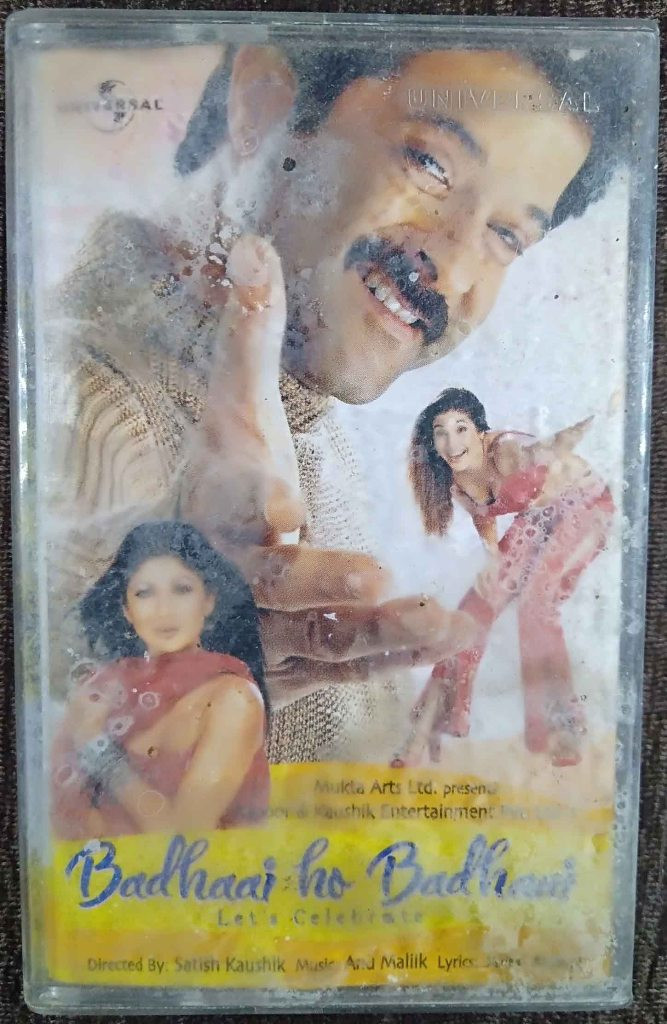 UNIVERSAL
UNIVERSAL
Mukta Arts Ltd. presents
& Kaushik Entertainment
Badhaai ho Badhaai
Let's Celebrate
Directed By: Satish Kaushik Music: Anu Maliik Lyrics: